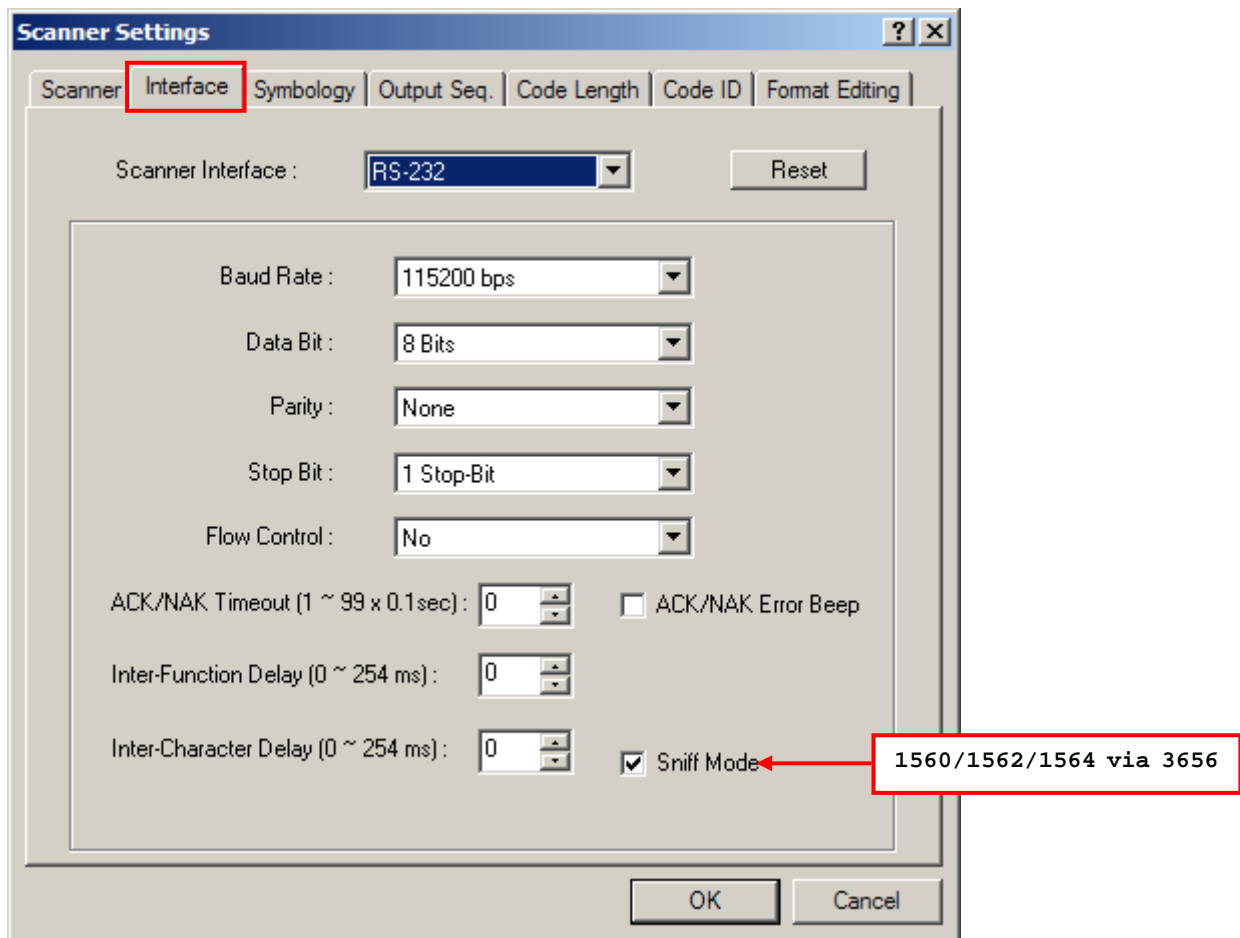 Scanner Settings
Scanner Interface Symbology Output Seq. Code Length Code ID Format Editing
Scanner Interface : RS-232 Reset
Baud Rate : 115200 bps
Data Bit : 8 Bits
Parity : None
Stop Bit : 1 Stop-Bit
Flow Control : No
ACK/NAK Timeout (1 ~ 99 x 0.1sec) : 0 ACK/NAK Error Beep
Inter-Function Delay (0 ~ 254 ms) : 0
Inter-Character Delay (0 ~ 254 ms) : 0 Sniff Mode 1560/1562/1564 via 3656
OK Cancel